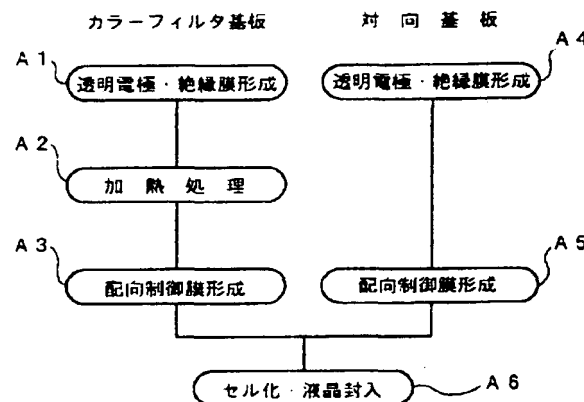 カラーフィルタ基板 対向基板
A1 透明電極・絶縁膜形成 透明電極・絶縁膜形成 A4
A2 加熱処理
A3 配向制御膜形成 配向制御膜形成 A5
セル化・液晶封入 A6